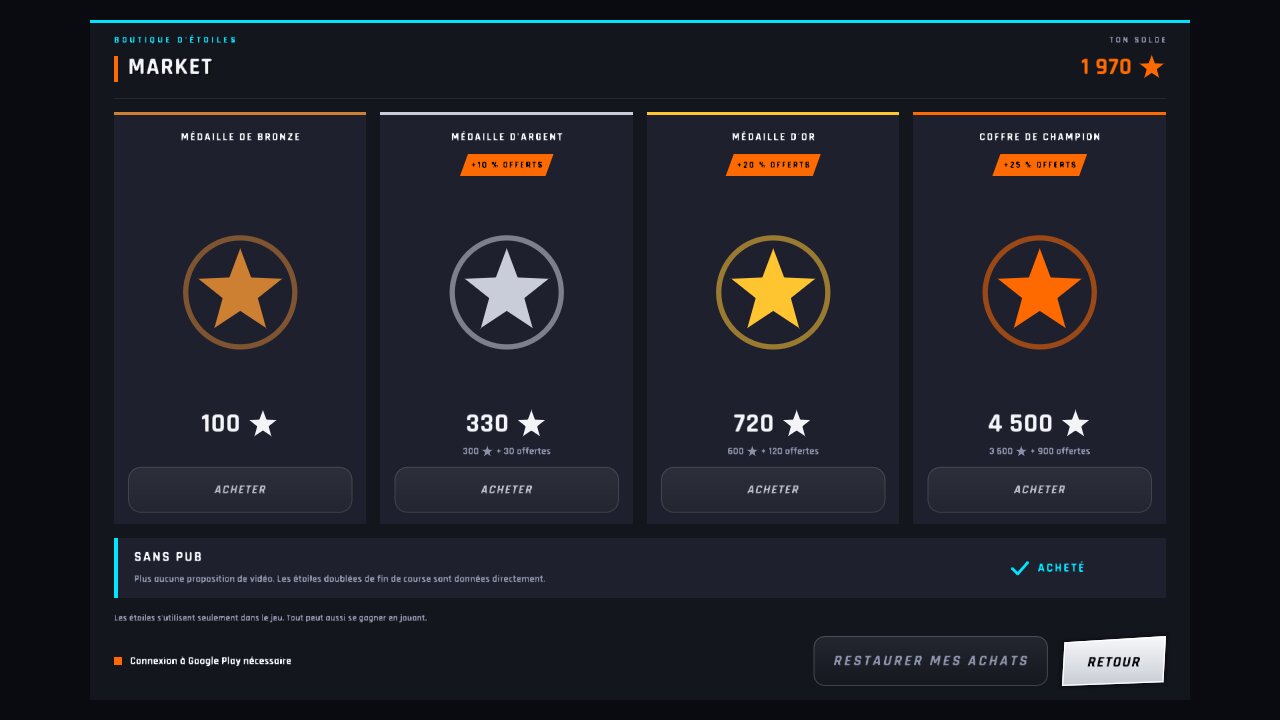 BOUTIQUE D'ÉTOILES
TON SOLDE
MARKET
1 970
MÉDAILLE DE BRONZE
MÉDAILLE D'ARGENT
MÉDAILLE D'OR
COFFRE DE CHAMPION
+10 % OFFERTS
+20 % OFFERTS
+25 % OFFERTS
100
330
720
4 500
300 ★ + 30 offertes
600 ★ + 120 offertes
3 600 ★ + 900 offertes
ACHETER
ACHETER
ACHETER
ACHETER
SANS PUB
Plus aucune proposition de vidéo. Les étoiles doublées de fin de course sont données directement.
ACHETÉ
Les étoiles s'utilisent seulement dans le jeu. Tout peut aussi se gagner en jouant.
Connexion à Google Play nécessaire
RESTAURER MES ACHATS
RETOUR